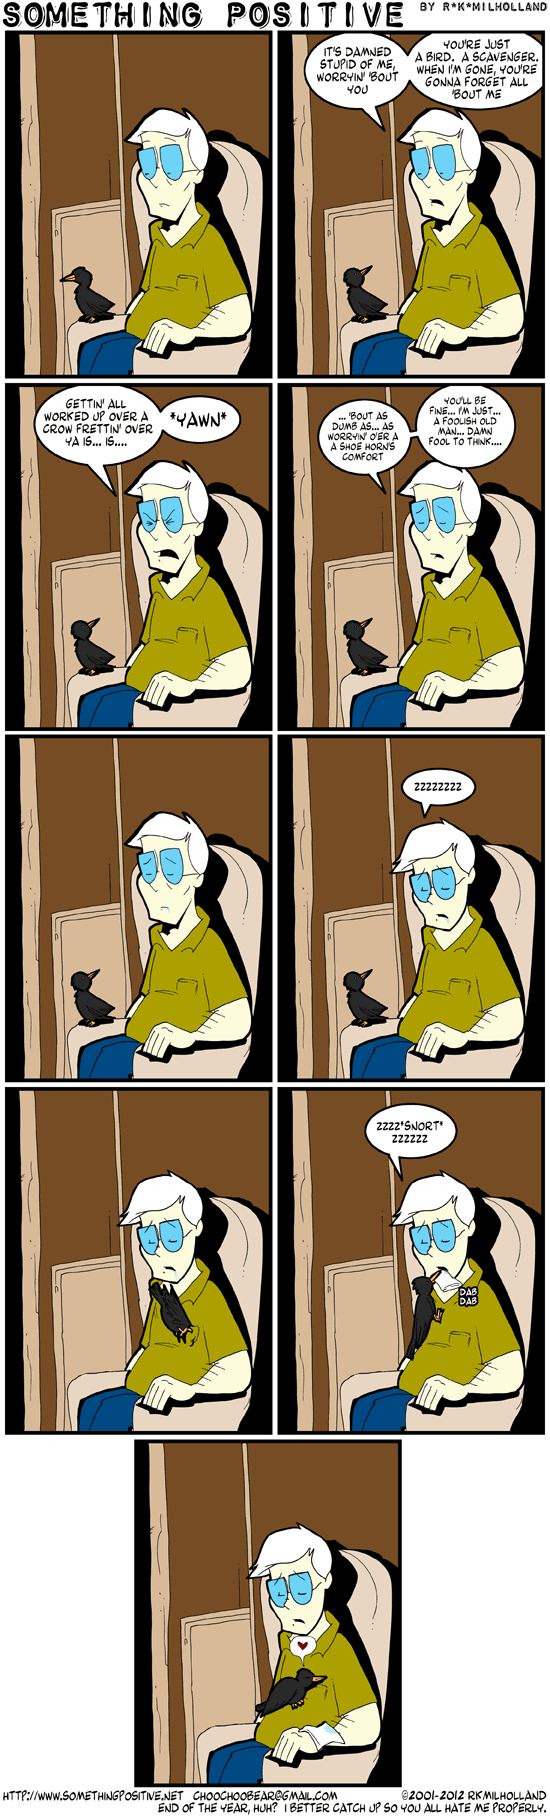 SOMETHING POSITIVE BY R*K*MILHOLLAND
IT'S DAMNED
STUPID OF ME,
WORRYIN' 'BOUT
YOU
YOU'RE JUST
A BIRD. A SCAVENGER.
WHEN I'M GONE, YOU'RE
GONNA FORGET ALL
'BOUT ME
GETTIN' ALL
WORKED UP OVER A
CROW FRETTIN' OVER
YA IS... IS....
*YAWN*
... 'BOUT AS
DUMB AS... AS
WORRYIN' O'ER A
A SHOE HORN'S
COMFORT
YOU'LL BE
FINE... I'M JUST...
A FOOLISH OLD
MAN... DAMN
FOOL TO THINK....
ZZZZZZZZ
ZZZZ*SNORT*
ZZZZZZ
DAB
DAB
HTTP://WWW.SOMETHINGPOSITIVE.NET CHOOCHOOBEAR@GMAIL.COM ©2001-2012 RKMILHOLLAND
END OF THE YEAR, HUH? I BETTER CATCH UP SO YOU ALL HATE ME PROPERLY.